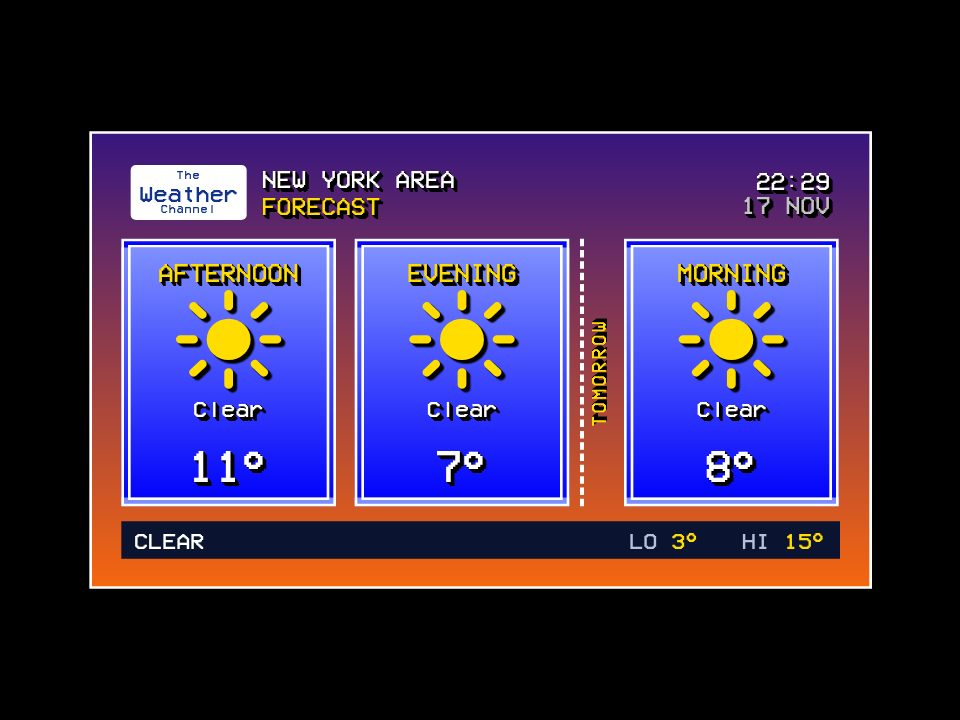 The
Weather
Channel
NEW YORK AREA
FORECAST
22:29
17 NOV
AFTERNOON
Clear
11°
EVENING
Clear
7°
TOMORROW
MORNING
Clear
8°
CLEAR
LO 3° HI 15°